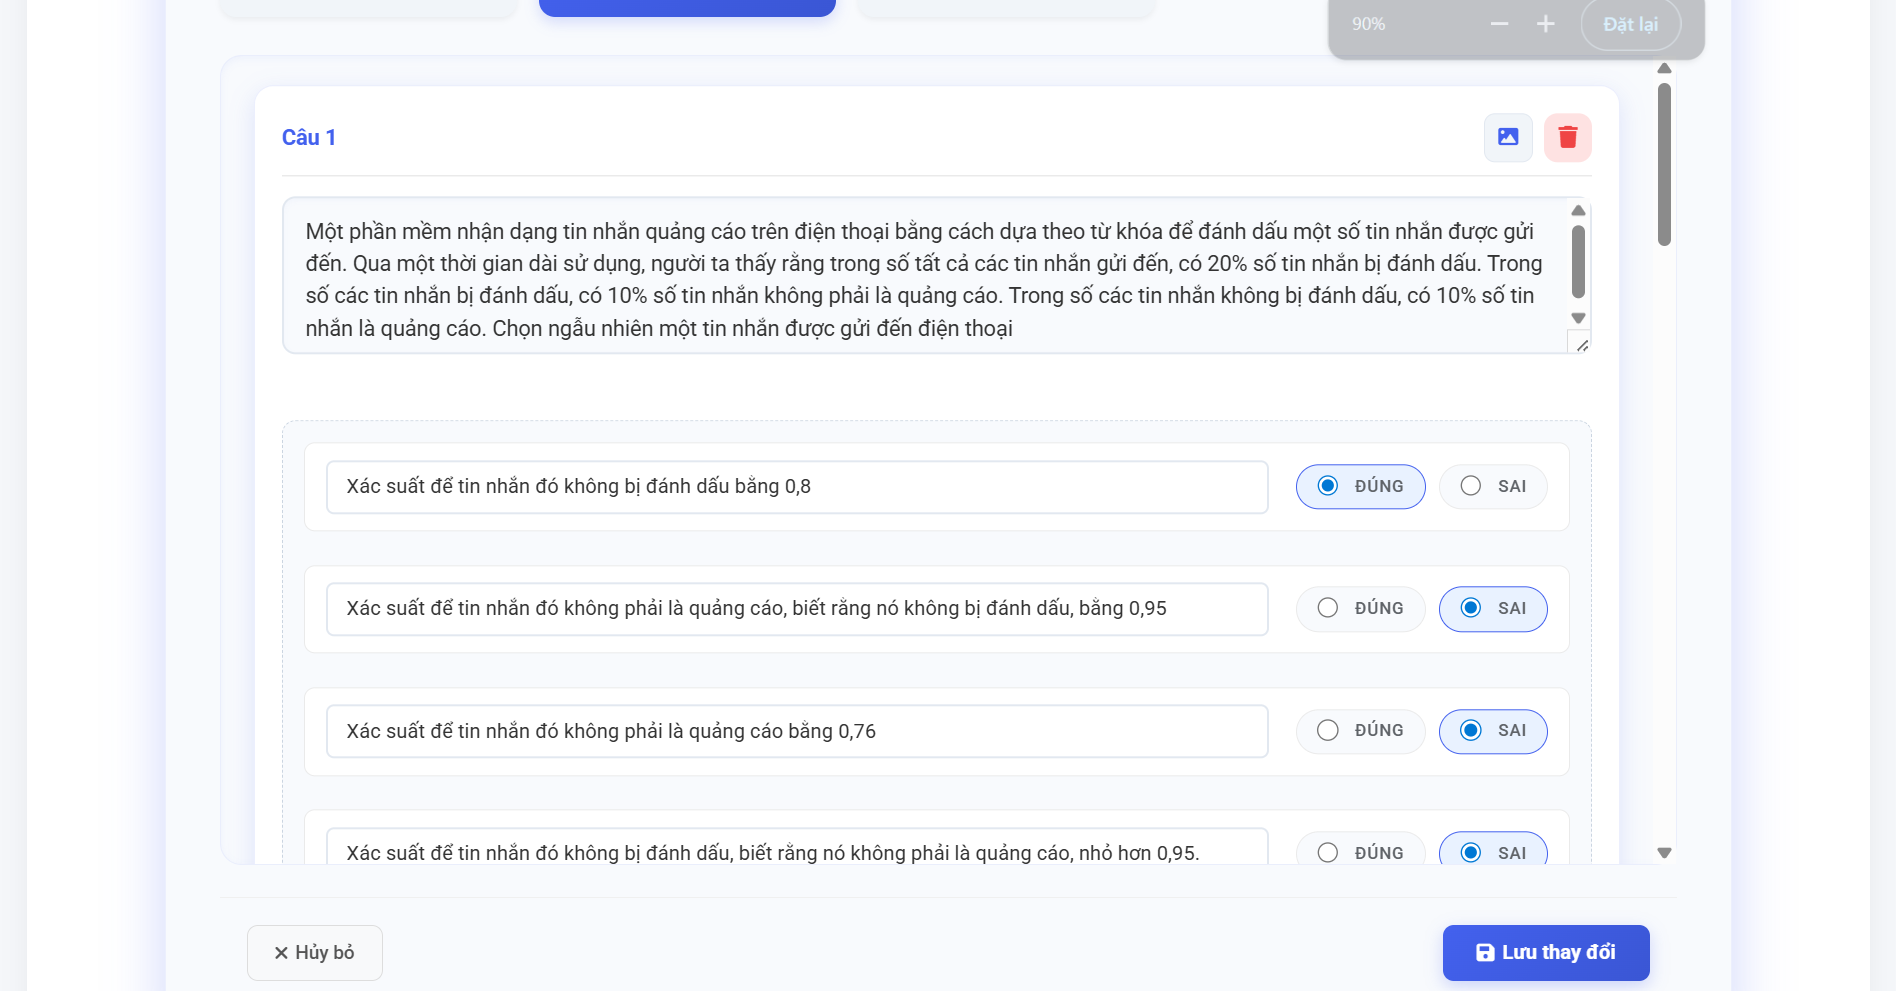 90%
Đặt lại
Câu 1
Một phần mềm nhận dạng tin nhắn quảng cáo trên điện thoại bằng cách dựa theo từ khóa để đánh dấu một số tin nhắn được gửi
đến. Qua một thời gian dài sử dụng, người ta thấy rằng trong số tất cả các tin nhắn gửi đến, có 20% số tin nhắn bị đánh dấu. Trong
số các tin nhắn bị đánh dấu, có 10% số tin nhắn không phải là quảng cáo. Trong số các tin nhắn không bị đánh dấu, có 10% số tin
nhắn là quảng cáo. Chọn ngẫu nhiên một tin nhắn được gửi đến điện thoại
Xác suất để tin nhắn đó không bị đánh dấu bằng 0,8
ĐÚNG
SAI
Xác suất để tin nhắn đó không phải là quảng cáo, biết rằng nó không bị đánh dấu, bằng 0,95
ĐÚNG
SAI
Xác suất để tin nhắn đó không phải là quảng cáo bằng 0,76
ĐÚNG
SAI
Xác suất để tin nhắn đó không bị đánh dấu, biết rằng nó không phải là quảng cáo, nhỏ hơn 0,95.
ĐÚNG
SAI
Hủy bỏ
Lưu thay đổi